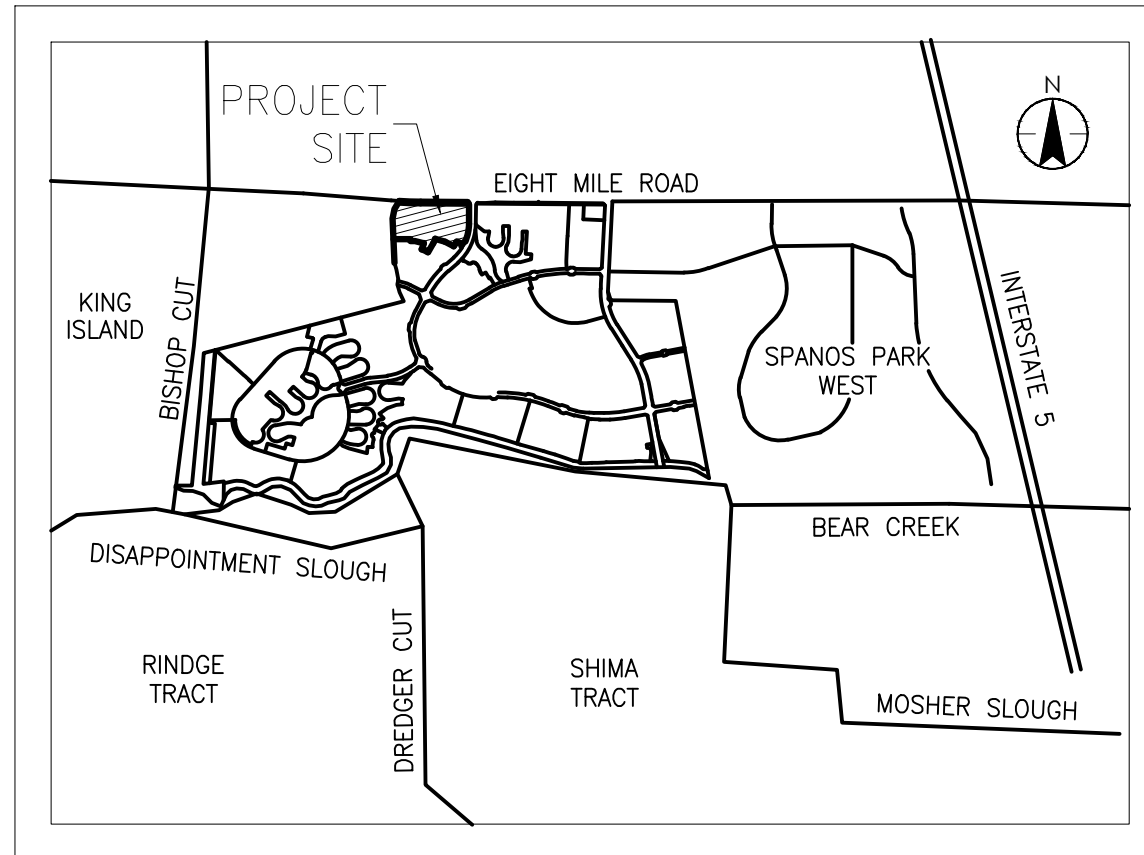 PROJECT
SITE
N
EIGHT MILE ROAD
KING
ISLAND
BISHOP CUT
INTERSTATE 5
SPANOS PARK
WEST
BEAR CREEK
DISAPPOINTMENT SLOUGH
DREDGER CUT
RINDGE
TRACT
SHIMA
TRACT
MOSHER SLOUGH